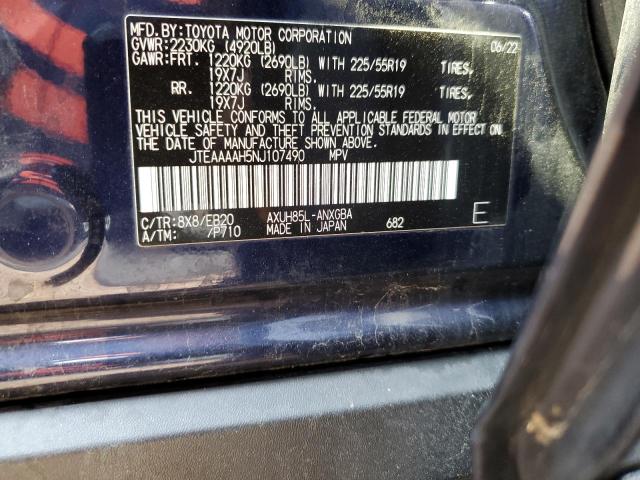 MFD.BY:TOYOTA MOTOR CORPORATION 06/22
GVWR:2230KG (4920LB)
GAWR:FRT. 1220KG (2690LB) WITH 225/55R19 TIRES.
19X7J RIMS.
RR. 1220KG (2690LB) WITH 225/55R19 TIRES.
19X7J RIMS.
THIS VEHICLE CONFORMS TO ALL APPLICABLE FEDERAL MOTOR
VEHICLE SAFETY AND THEFT PREVENTION STANDARDS IN EFFECT ON
THE DATE OF MANUFACTURE SHOWN ABOVE.
JTEAAAAH5NJ107490 MPV
C/TR:8X8/EB20 AXUH85L-ANXGBA E
A/TM: /P710 MADE IN JAPAN 682